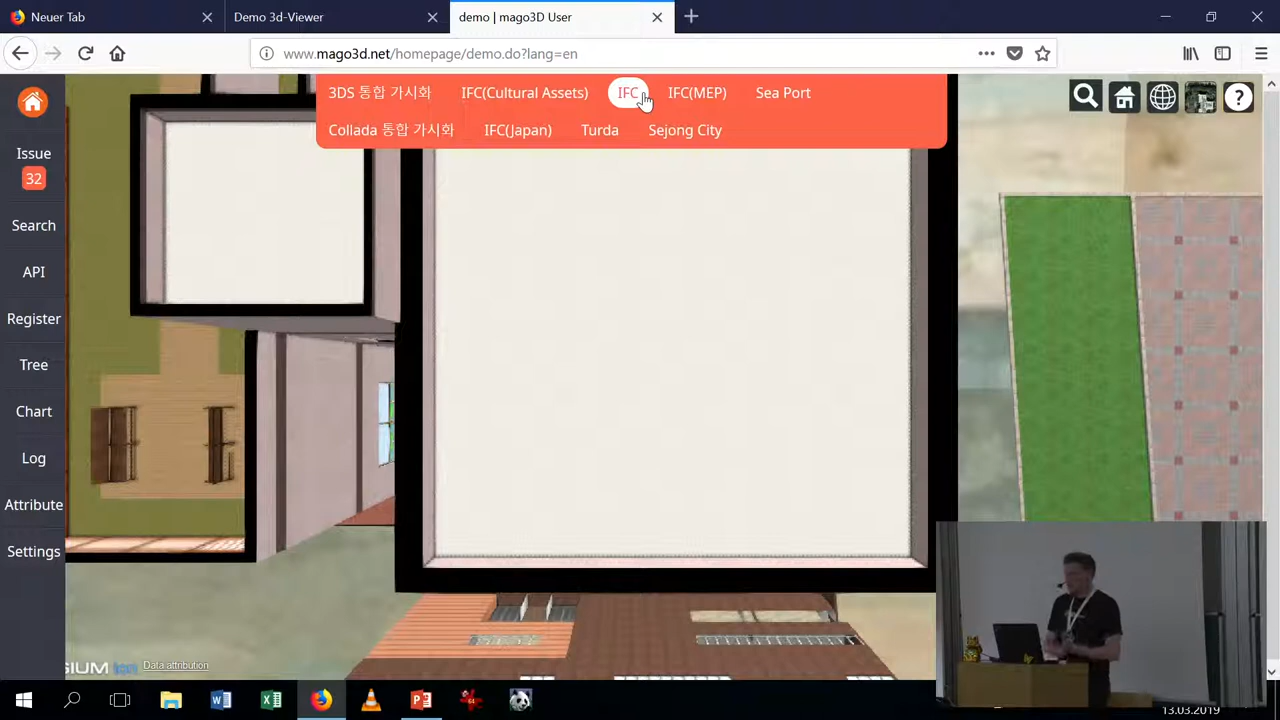 Neuer Tab
Demo 3d-Viewer
demo | mago3D User
www.mago3d.net/homepage/demo.do?lang=en
3DS 통합 가시화
IFC(Cultural Assets)
IFC
IFC(MEP)
Sea Port
Collada 통합 가시화
IFC(Japan)
Turda
Sejong City
Issue
32
Search
API
Register
Tree
Chart
Log
Attribute
Settings
SIUM ion
Data attribution
13.03.2019